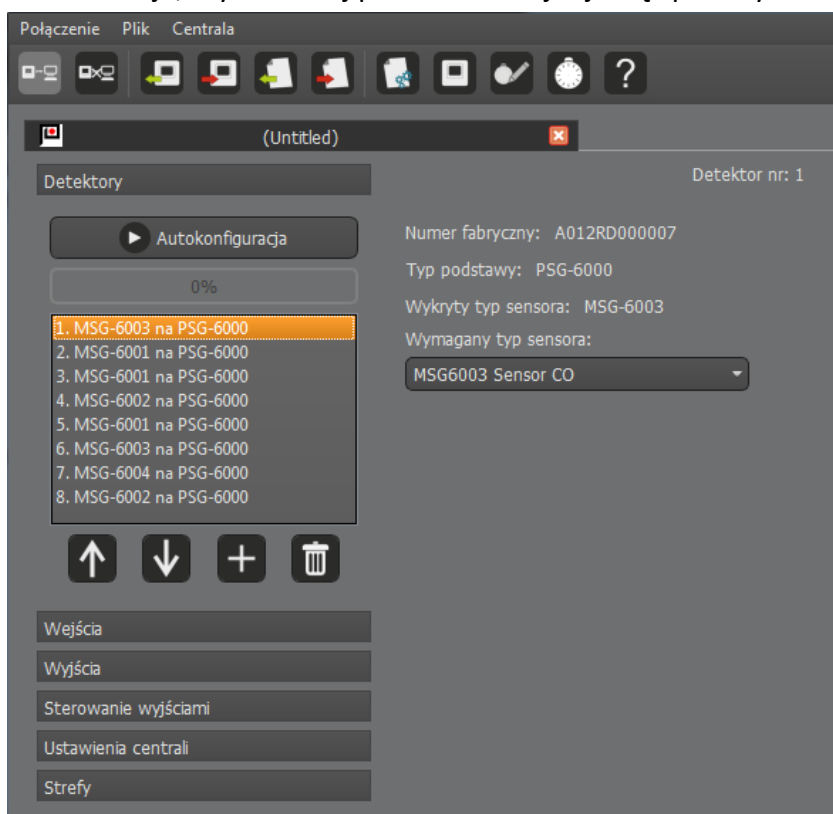 Połączenie Plik Centrala
?
(Untitled)
Detektory
Detektor nr: 1
Autokonfiguracja
0%
Numer fabryczny: A012RD000007
Typ podstawy: PSG-6000
Wykryty typ sensora: MSG-6003
Wymagany typ sensora:
MSG6003 Sensor CO
1. MSG-6003 na PSG-6000
2. MSG-6001 na PSG-6000
3. MSG-6001 na PSG-6000
4. MSG-6002 na PSG-6000
5. MSG-6001 na PSG-6000
6. MSG-6003 na PSG-6000
7. MSG-6004 na PSG-6000
8. MSG-6002 na PSG-6000
Wejścia
Wyjścia
Sterowanie wyjściami
Ustawienia centrali
Strefy